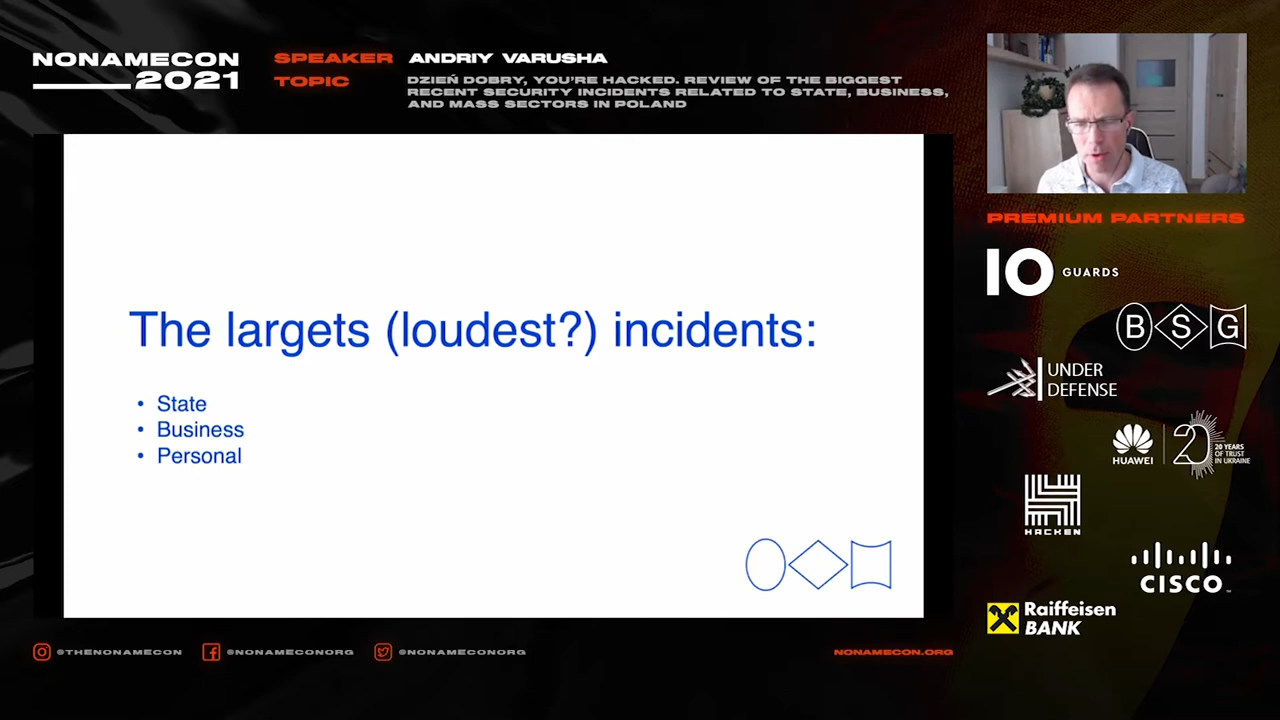 NONAMECON
2021
SPEAKER ANDRIY VARUSHA
TOPIC DZIEŃ DOBRY, YOU'RE HACKED. REVIEW OF THE BIGGEST
RECENT SECURITY INCIDENTS RELATED TO STATE, BUSINESS,
AND MASS SECTORS IN POLAND
The largets (loudest?) incidents:
• State
• Business
• Personal
PREMIUM PARTNERS
IO GUARDS
B S G
UNDER
DEFENSE
HUAWEI
20 YEARS
OF TRUST
IN UKRAINE
HACKEN
CISCO
Raiffeisen
BANK
@THENONAMECON @NONAMECONORG @NONAMECONORG NONAMECON.ORG